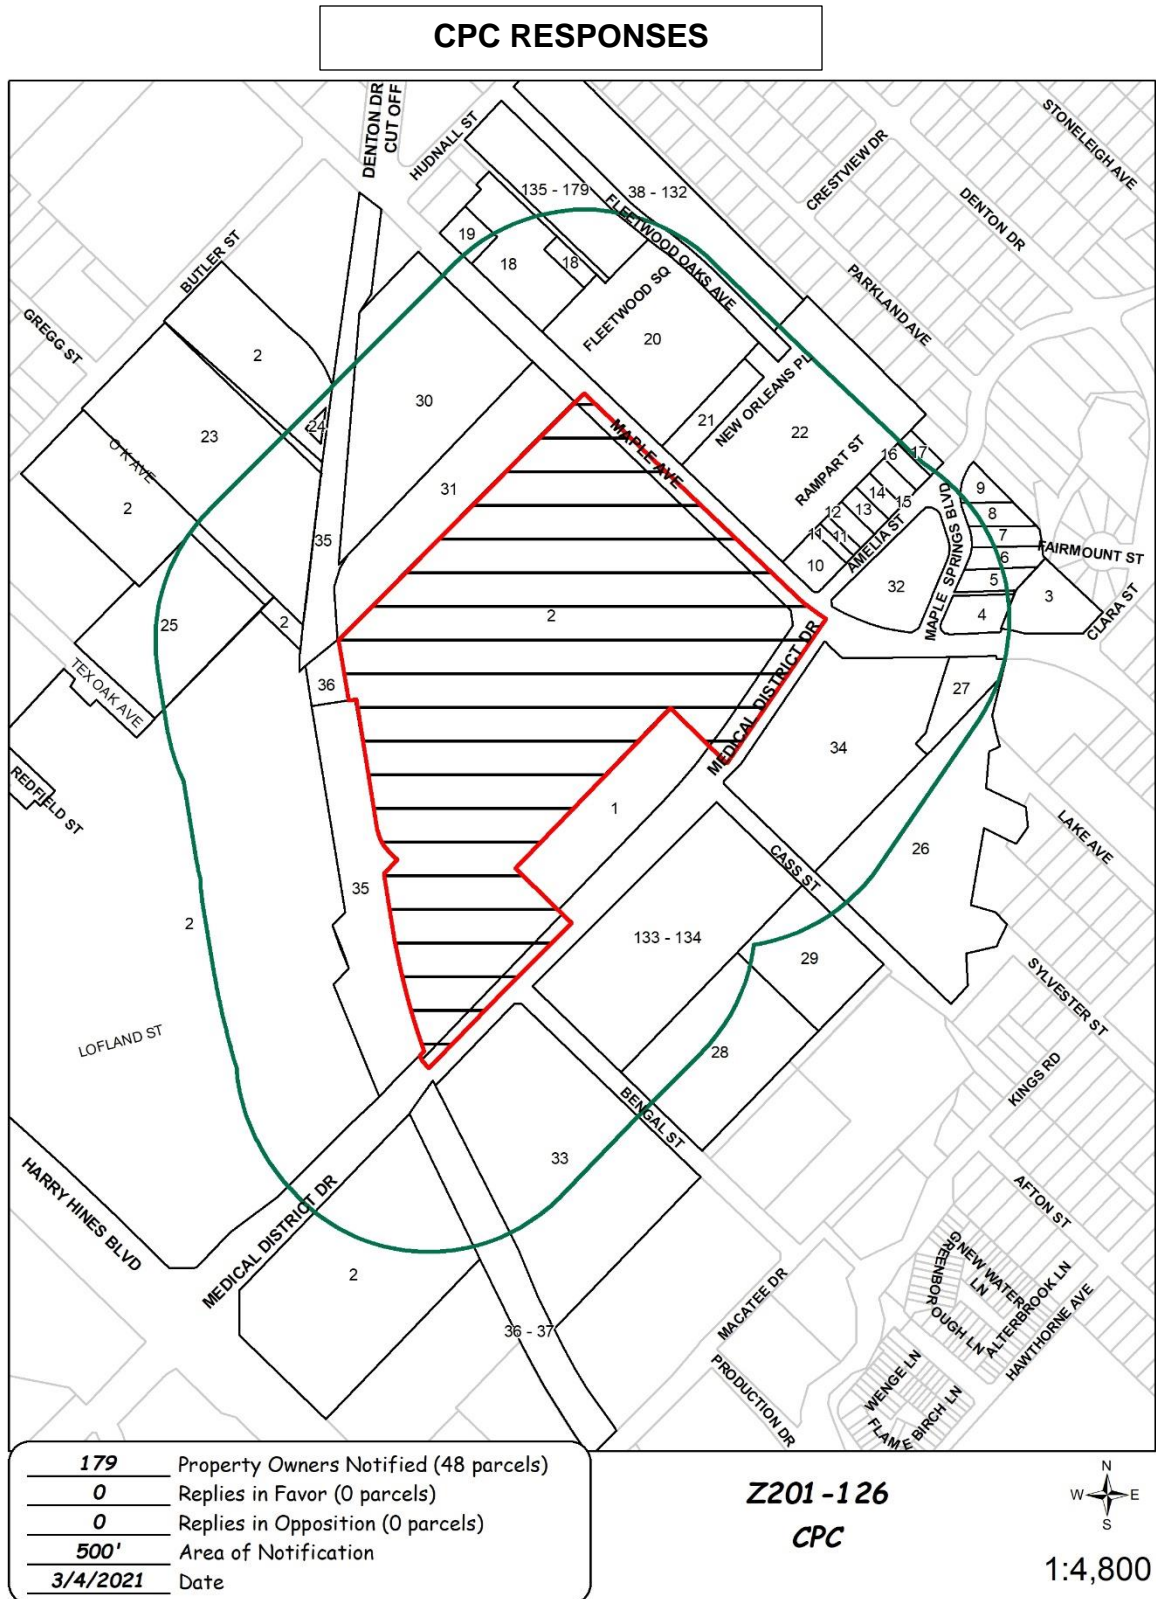 CPC RESPONSES
DENTON DR
CUT OFF
HUDNALL ST
STONELEIGH AVE
CRESTVIEW DR
135 - 179
38 - 132
DENTON DR
FLEETWOOD OAKS AVE
19
18
18
BUTLER ST
PARKLAND AVE
FLEETWOOD SQ
GREGG ST
2
20
NEW ORLEANS PL
30
24
23
21
22
MAPLE AVE
O K AVE
RAMPART ST
16
17
31
2
14
15
9
12
13
8
11
11
7
35
AMELIA ST
MAPLE SPRINGS BLVD
FAIRMOUNT ST
6
10
5
32
3
2
4
CLARA ST
25
2
TEX OAK AVE
36
MEDICAL DISTRICT DR
27
34
REDFIELD ST
1
LAKE AVE
26
CASS ST
35
2
133 - 134
29
SYLVESTER ST
LOFLAND ST
28
KINGS RD
BENGAL ST
33
HARRY HINES BLVD
AFTON ST
MEDICAL DISTRICT DR
2
GREENBOROUGH LN
NEW WATER LN
ALTERBROOK LN
HAWTHORNE AVE
MACATEE DR
36 - 37
WENGE LN
PRODUCTION DR
BIRCH LN
FLAME
179 Property Owners Notified (48 parcels)
0 Replies in Favor (0 parcels)
0 Replies in Opposition (0 parcels)
500' Area of Notification
3/4/2021 Date
Z201-126
CPC
N
W E
S
1:4,800